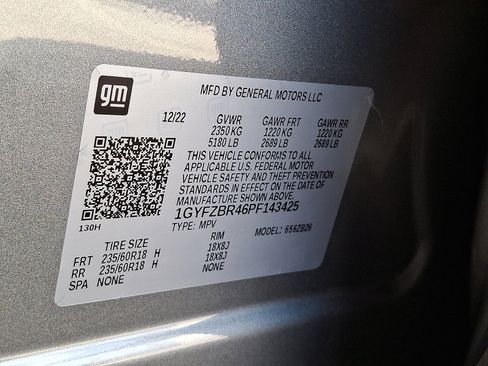 gm
MFD BY GENERAL MOTORS LLC
12/22 GVWR GAWR FRT GAWR RR
2350 KG 1220 KG 1220 KG
5180 LB 2689 LB 2689 LB
THIS VEHICLE CONFORMS TO ALL
APPLICABLE U.S. FEDERAL MOTOR
VEHICLE SAFETY AND THEFT PREVENTION
STANDARDS IN EFFECT ON THE DATE OF
MANUFACTURE SHOWN ABOVE.
1GYFZBR46PF143425
130H TYPE: MPV MODEL: 656ZB26
TIRE SIZE RIM
FRT 235/60R18 H 18X8J
RR 235/60R18 H 18X8J
SPA NONE NONE